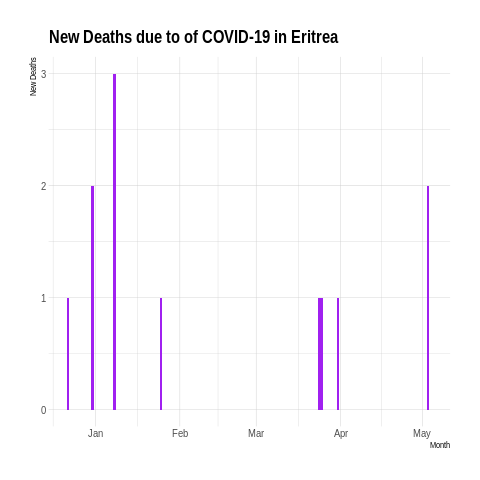 New Deaths due to of COVID-19 in Eritrea
New Deaths
3
2
1
0
Jan Feb Mar Apr May
Month